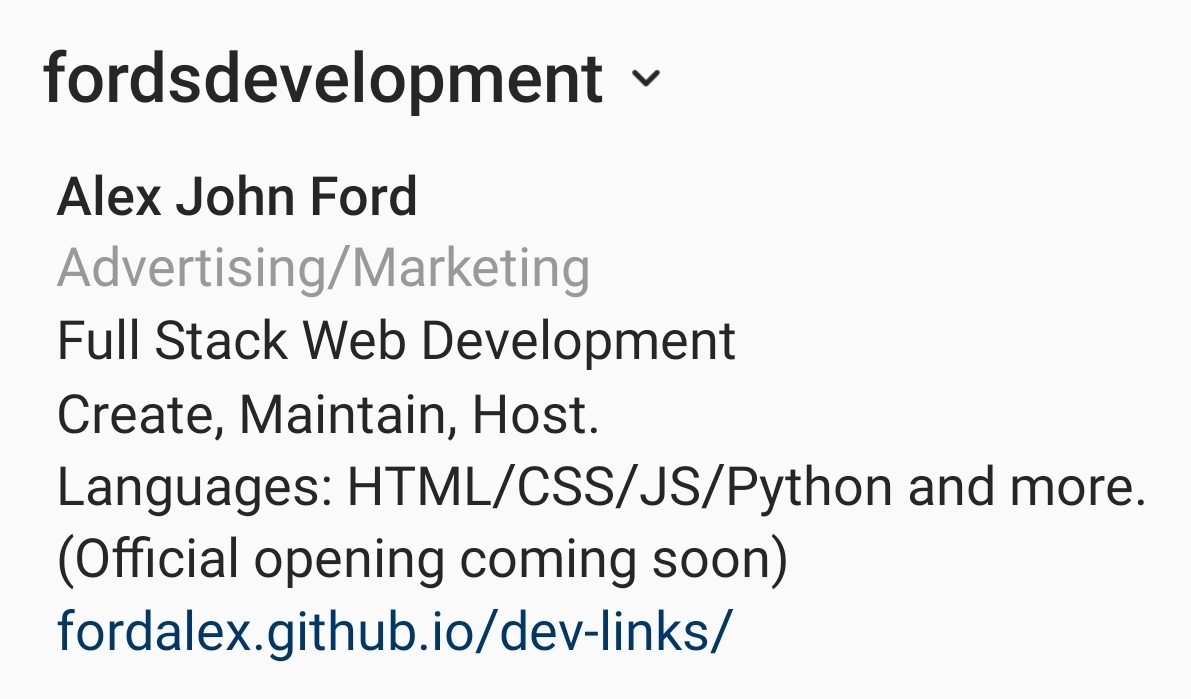 fordsdevelopment
Alex John Ford
Advertising/Marketing
Full Stack Web Development
Create, Maintain, Host.
Languages: HTML/CSS/JS/Python and more.
(Official opening coming soon)
fordalex.github.io/dev-links/